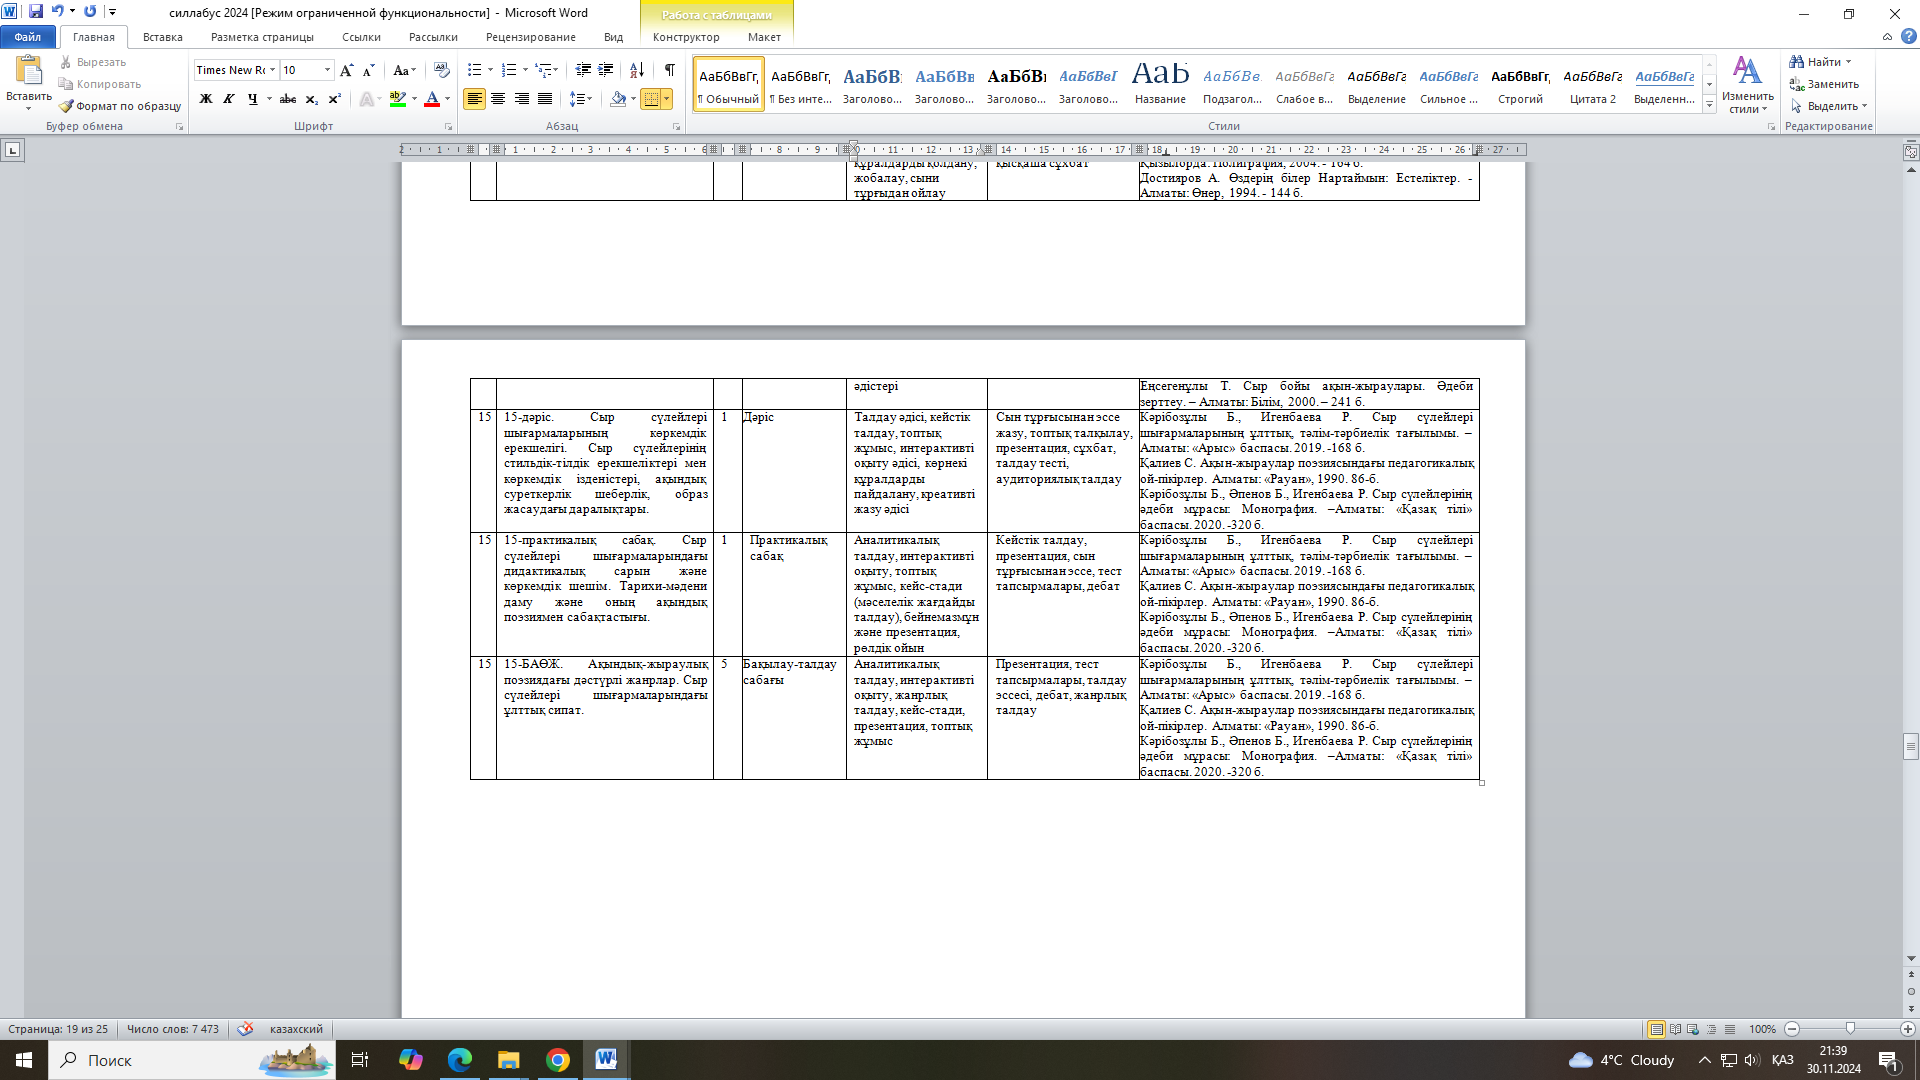 силлабус 2024 [Режим ограниченной функциональности] - Microsoft Word
Работа с таблицами
Файл Главная Вставка Разметка страницы Ссылки Рассылки Рецензирование Вид Конструктор Макет
Вставить
Вырезать
Копировать
Формат по образцу
Буфер обмена
Times New Ro 10
Шрифт
Абзац
¶ Обычный ¶ Без инте... Заголово... Заголово... Заголово... Заголово... Название Подзагол... Слабое в... Выделение Сильное ... Строгий Цитата 2 Выделенн...
Стили
Изменить стили
Найти
Заменить
Выделить
Редактирование
құралдарды қолдану,
жобалау, сыни
тұрғыдан ойлау
қысқаша сұхбат
Қызылорда: Полиграфия, 2004. - 164 б.
Достияров А. Өздерің білер Нартаймын: Естеліктер. -
Алматы: Өнер, 1994. - 144 б.
әдістері
Еңсегенұлы Т. Сыр бойы ақын-жыраулары. Әдеби
зерттеу. – Алматы: Білім, 2000. – 241 б.
15
15-дәріс. Сыр сүлейлері
шығармаларының көркемдік
ерекшелігі. Сыр сүлейлерінің
стильдік-тілдік ерекшеліктері мен
көркемдік ізденістері, ақындық
суреткерлік шеберлік, образ
жасаудағы даралықтары.
1
Дәріс
Талдау әдісі, кейстік
талдау, топтық
жұмыс, интерактивті
оқыту әдісі, көрнекі
құралдарды
пайдалану, креативті
жазу әдісі
Сын тұрғысынан эссе
жазу, топтық талқылау,
презентация, сұхбат,
талдау тесті,
аудиториялық талдау
Кәрібозұлы Б., Игенбаева Р. Сыр сүлейлері
шығармаларының ұлттық, тәлім-тәрбиелік тағылымы. –
Алматы: «Арыс» баспасы. 2019. -168 б.
Қалиев С. Ақын-жыраулар поэзиясындағы педагогикалық
ой-пікірлер. Алматы: «Рауан», 1990. 86-б.
Кәрібозұлы Б., Әпенов Б., Игенбаева Р. Сыр сүлейлерінің
әдеби мұрасы: Монография. –Алматы: «Қазақ тілі»
баспасы. 2020. -320 б.
15
15-практикалық сабақ. Сыр
сүлейлері шығармаларындағы
дидактикалық сарын және
көркемдік шешім. Тарихи-мәдени
даму және оның ақындық
поэзиямен сабақтастығы.
1
Практикалық
сабақ
Аналитикалық
талдау, интерактивті
оқыту, топтық
жұмыс, кейс-стади
(мәселелік жағдайды
талдау), бейнемазмұн
және презентация,
рөлдік ойын
Кейстік талдау,
презентация, сын
тұрғысынан эссе, тест
тапсырмалары, дебат
Кәрібозұлы Б., Игенбаева Р. Сыр сүлейлері
шығармаларының ұлттық, тәлім-тәрбиелік тағылымы. –
Алматы: «Арыс» баспасы. 2019. -168 б.
Қалиев С. Ақын-жыраулар поэзиясындағы педагогикалық
ой-пікірлер. Алматы: «Рауан», 1990. 86-б.
Кәрібозұлы Б., Әпенов Б., Игенбаева Р. Сыр сүлейлерінің
әдеби мұрасы: Монография. –Алматы: «Қазақ тілі»
баспасы. 2020. -320 б.
15
15-БАӨЖ. Ақындық-жыраулық
поэзиядағы дәстүрлі жанрлар. Сыр
сүлейлері шығармаларындағы
ұлттық сипат.
5
Бақылау-талдау
сабағы
Аналитикалық
талдау, интерактивті
оқыту, жанрлық
талдау, кейс-стади,
презентация, топтық
жұмыс
Презентация, тест
тапсырмалары, талдау
эссесі, дебат, жанрлық
талдау
Кәрібозұлы Б., Игенбаева Р. Сыр сүлейлері
шығармаларының ұлттық, тәлім-тәрбиелік тағылымы. –
Алматы: «Арыс» баспасы. 2019. -168 б.
Қалиев С. Ақын-жыраулар поэзиясындағы педагогикалық
ой-пікірлер. Алматы: «Рауан», 1990. 86-б.
Кәрібозұлы Б., Әпенов Б., Игенбаева Р. Сыр сүлейлерінің
әдеби мұрасы: Монография. –Алматы: «Қазақ тілі»
баспасы. 2020. -320 б.
Страница: 19 из 25 Число слов: 7 473 казахский 100%
Поиск
4°C Cloudy ҚАЗ 21:39
30.11.2024